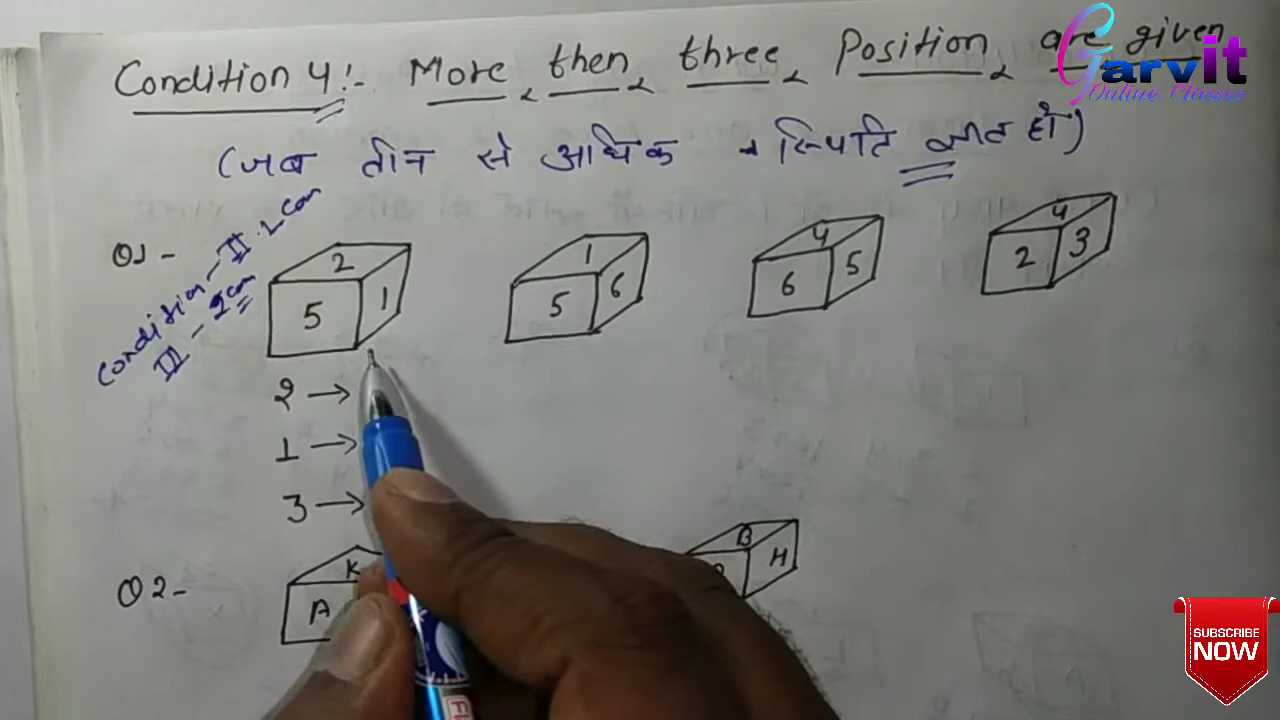 Condition 4!:- More then three Position are given
Garvit
Online Classes
(जब तीन से अधिक स्थिति ज्ञात हो)
Condition - II 2 con
II - 2 con
Q1 -
2
5 1
1
5 6
4
6 5
4
2 3
2 →
1 →
3 →
Q2 -
K
A
B
H
SUBSCRIBE
NOW